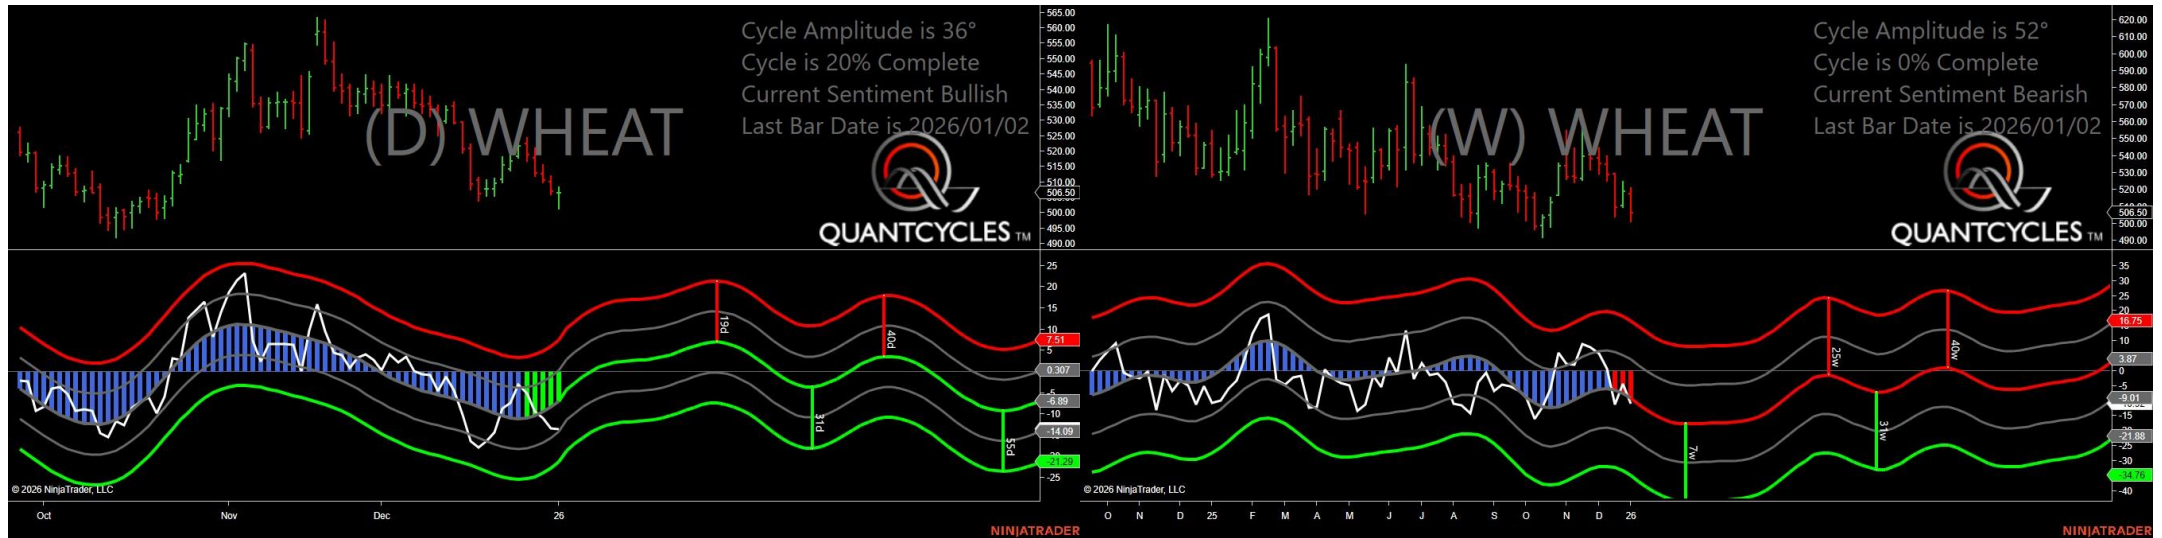 Cycle Amplitude is 36°
Cycle is 20% Complete
Current Sentiment Bullish
Last Bar Date is 2026/01/02
(D) WHEAT
QUANTCYCLES TM
565.00
560.00
555.00
550.00
545.00
540.00
535.00
530.00
525.00
520.00
515.00
510.00
506.50
500.00
495.00
490.00
25
20
15
10
7.51
5
0.307
-6.89
-10
-14.09
-21.29
-25
19d
40d
31d
55d
© 2026 NinjaTrader, LLC
Oct
Nov
Dec
26
NINJATRADER
Cycle Amplitude is 52°
Cycle is 0% Complete
Current Sentiment Bearish
Last Bar Date is 2026/01/02
(W) WHEAT
QUANTCYCLES TM
620.00
610.00
600.00
590.00
580.00
570.00
560.00
550.00
540.00
530.00
520.00
506.50
500.00
490.00
35
30
25
20
16.75
10
3.87
0
-5
-9.01
-15
-21.88
-25
-30
-34.76
-40
25w
40w
7w
31w
© 2026 NinjaTrader, LLC
O
N
D
25
F
M
A
M
J
J
A
S
O
N
D
26
NINJATRADER